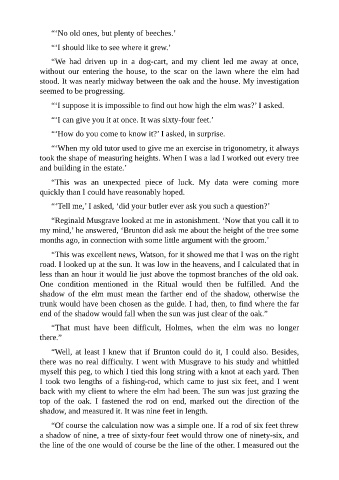 “‘No old ones, but plenty of beeches.’
“‘I should like to see where it grew.’
“We had driven up in a dog-cart, and my client led me away at once,
without our entering the house, to the scar on the lawn where the elm had
stood. It was nearly midway between the oak and the house. My investigation
seemed to be progressing.
“‘I suppose it is impossible to find out how high the elm was?’ I asked.
“‘I can give you it at once. It was sixty-four feet.’
“‘How do you come to know it?’ I asked, in surprise.
“‘When my old tutor used to give me an exercise in trigonometry, it always
took the shape of measuring heights. When I was a lad I worked out every tree
and building in the estate.’
“This was an unexpected piece of luck. My data were coming more
quickly than I could have reasonably hoped.
“‘Tell me,’ I asked, ‘did your butler ever ask you such a question?’
“Reginald Musgrave looked at me in astonishment. ‘Now that you call it to
my mind,’ he answered, ‘Brunton did ask me about the height of the tree some
months ago, in connection with some little argument with the groom.’
“This was excellent news, Watson, for it showed me that I was on the right
road. I looked up at the sun. It was low in the heavens, and I calculated that in
less than an hour it would lie just above the topmost branches of the old oak.
One condition mentioned in the Ritual would then be fulfilled. And the
shadow of the elm must mean the farther end of the shadow, otherwise the
trunk would have been chosen as the guide. I had, then, to find where the far
end of the shadow would fall when the sun was just clear of the oak.”
“That must have been difficult, Holmes, when the elm was no longer
there.”
“Well, at least I knew that if Brunton could do it, I could also. Besides,
there was no real difficulty. I went with Musgrave to his study and whittled
myself this peg, to which I tied this long string with a knot at each yard. Then
I took two lengths of a fishing-rod, which came to just six feet, and I went
back with my client to where the elm had been. The sun was just grazing the
top of the oak. I fastened the rod on end, marked out the direction of the
shadow, and measured it. It was nine feet in length.
“Of course the calculation now was a simple one. If a rod of six feet threw
a shadow of nine, a tree of sixty-four feet would throw one of ninety-six, and
the line of the one would of course be the line of the other. I measured out the